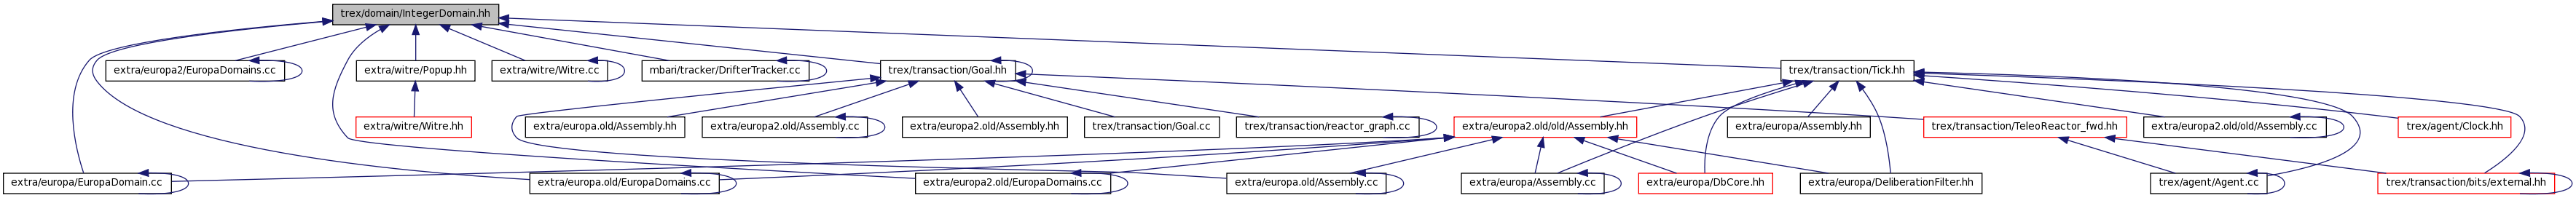 trex/domain/IntegerDomain.hh
extra/europa2/EuropaDomains.cc
extra/witre/Popup.hh
extra/witre/Witre.cc
mbari/tracker/DrifterTracker.cc
trex/transaction/Goal.hh
trex/transaction/Tick.hh
extra/witre/Witre.hh
extra/europa.old/Assembly.hh
extra/europa2.old/Assembly.cc
extra/europa2.old/Assembly.hh
trex/transaction/Goal.cc
trex/transaction/reactor_graph.cc
extra/europa2.old/old/Assembly.hh
extra/europa/Assembly.hh
trex/transaction/TeleoReactor_fwd.hh
extra/europa2.old/old/Assembly.cc
trex/agent/Clock.hh
extra/europa/EuropaDomain.cc
extra/europa.old/EuropaDomains.cc
extra/europa2.old/EuropaDomains.cc
extra/europa.old/Assembly.cc
extra/europa/Assembly.cc
extra/europa/DbCore.hh
extra/europa/DeliberationFilter.hh
trex/agent/Agent.cc
trex/transaction/bits/external.hh